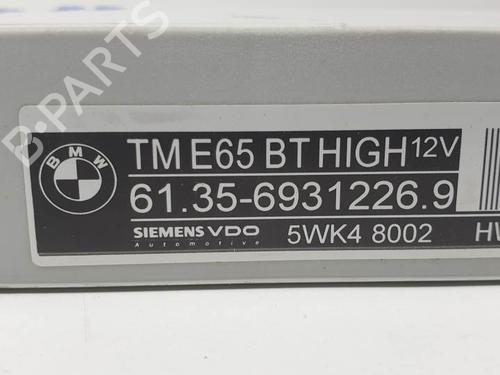 B-PARTS
BMW
TM E65 BT HIGH 12V
61.35-6931226.9
SIEMENS VDO 5WK4 8002 HW
Automotive